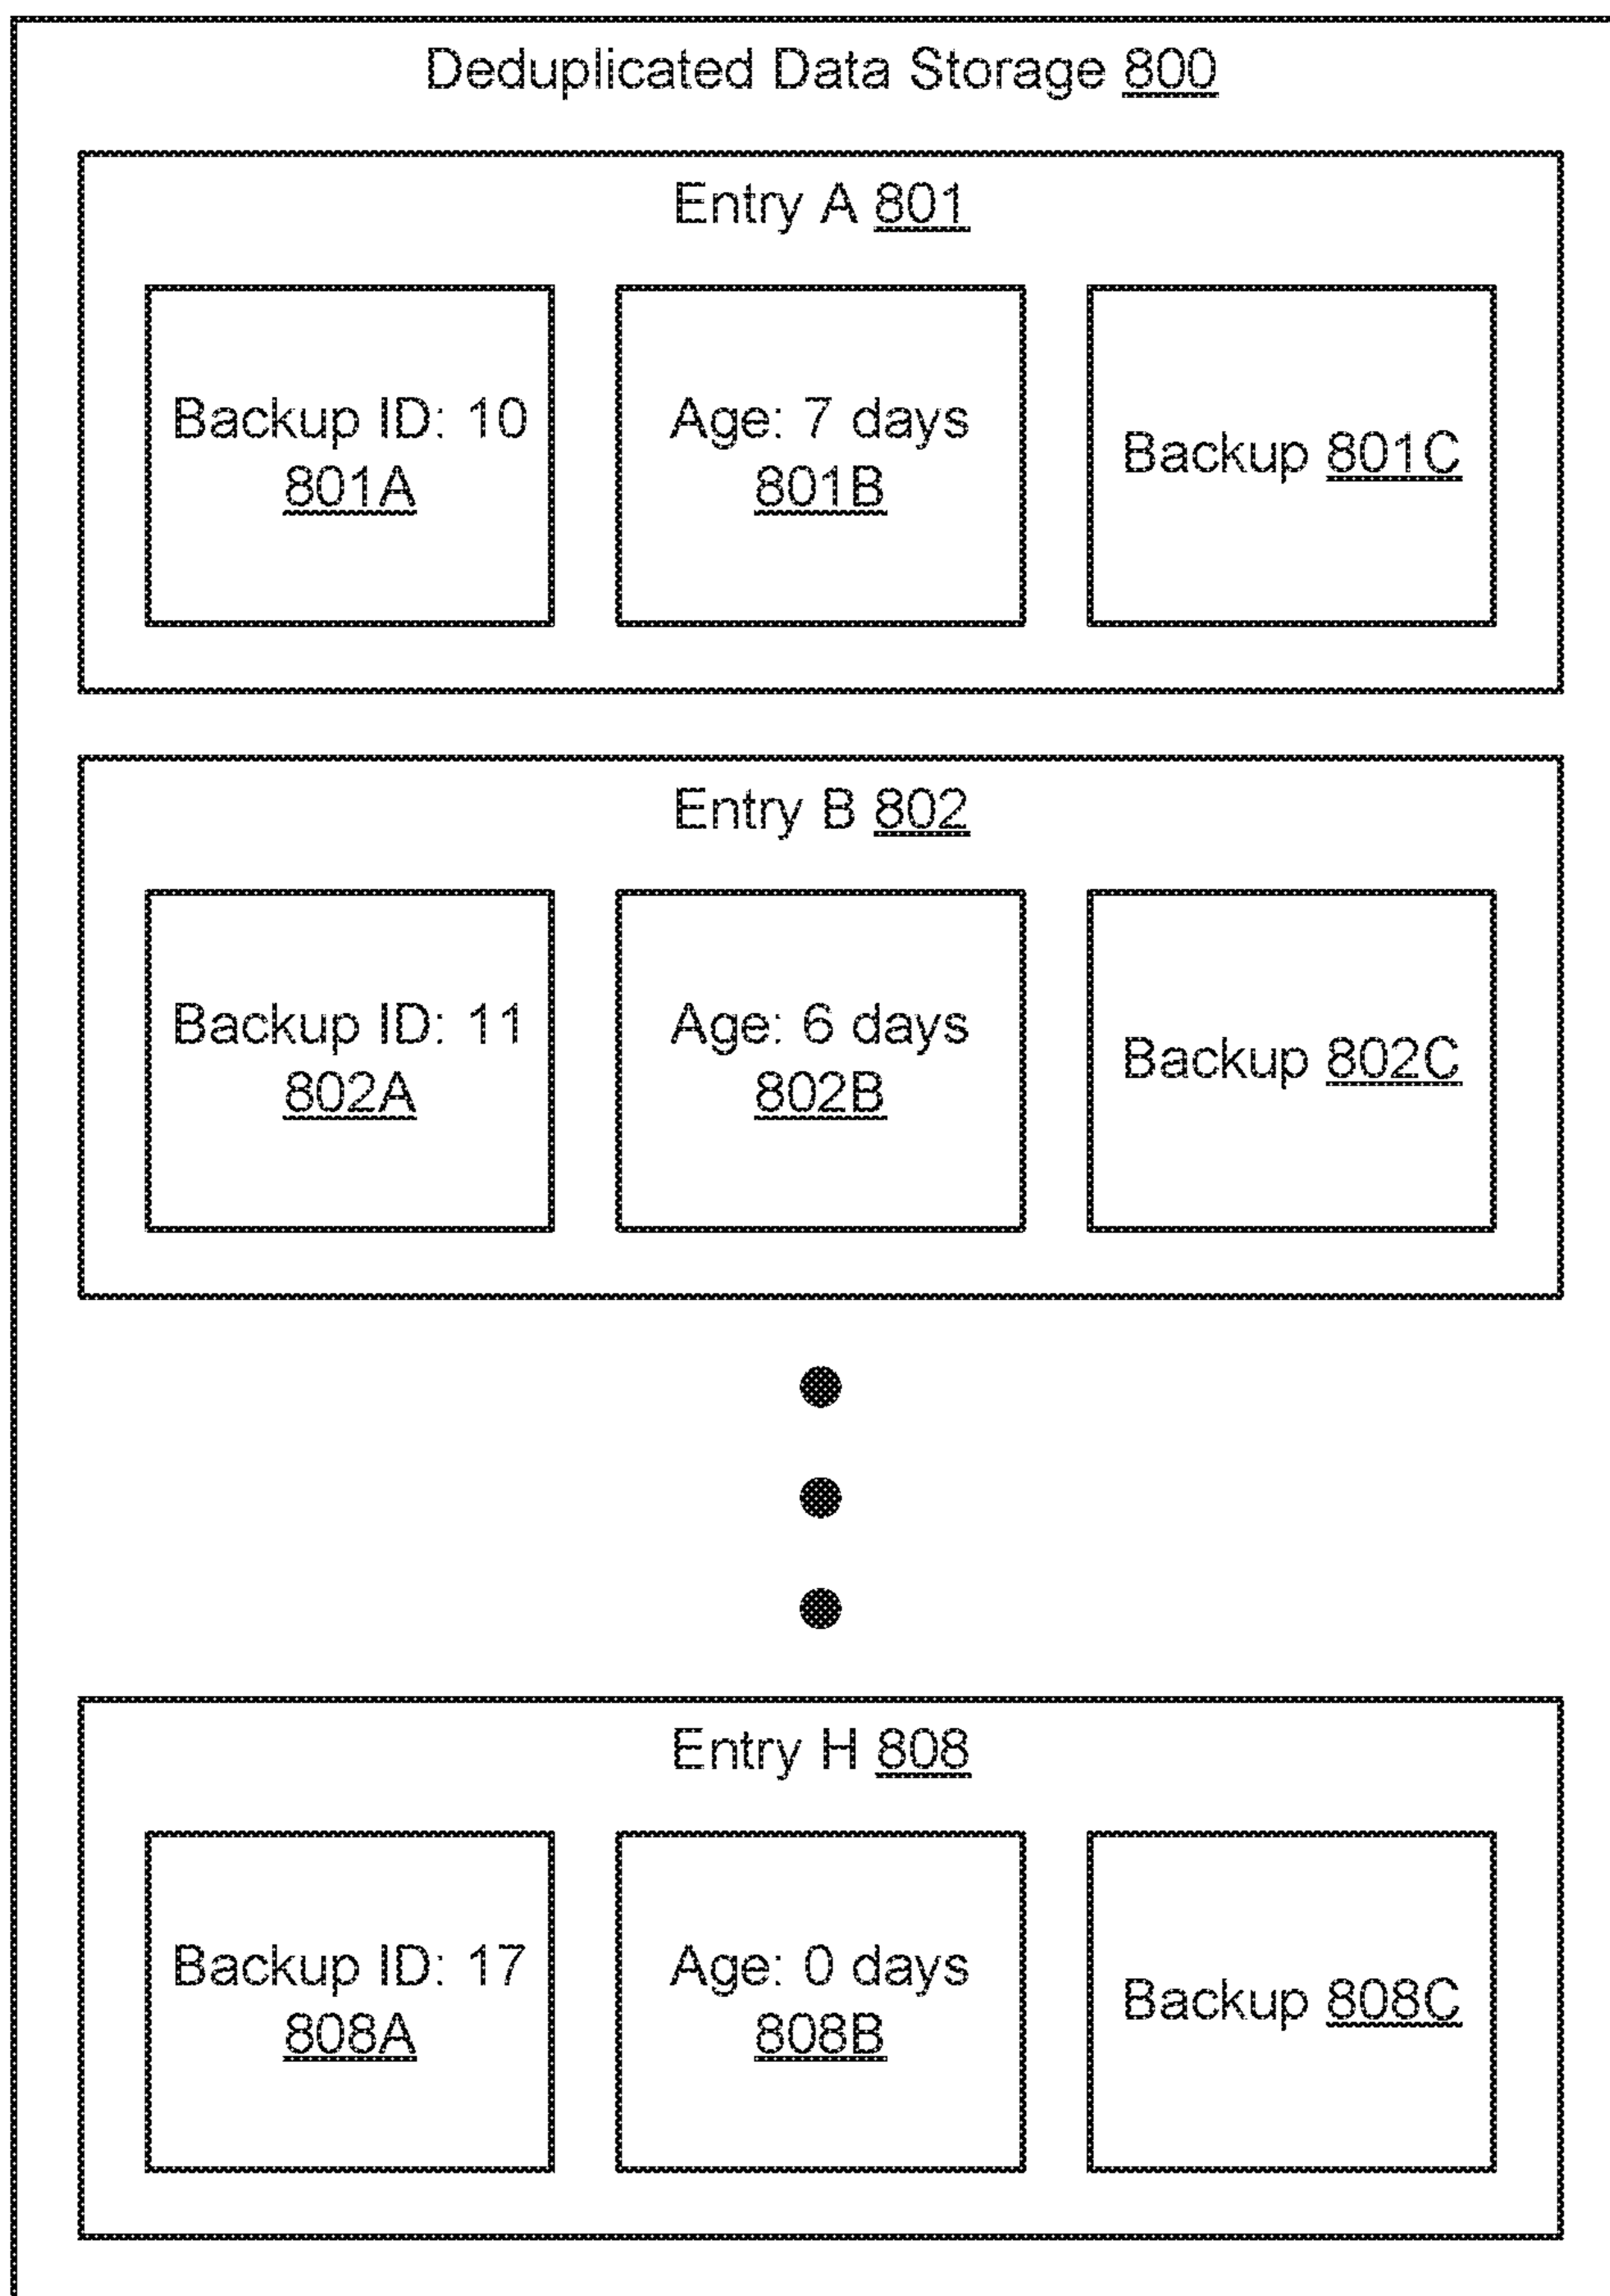 Deduplicated Data Storage 800
Entry A 801
Backup ID: 10
801A
Age: 7 days
801B
Backup 801C
Entry B 802
Backup ID: 11
802A
Age: 6 days
802B
Backup 802C
Entry H 808
Backup ID: 17
808A
Age: 0 days
808B
Backup 808C